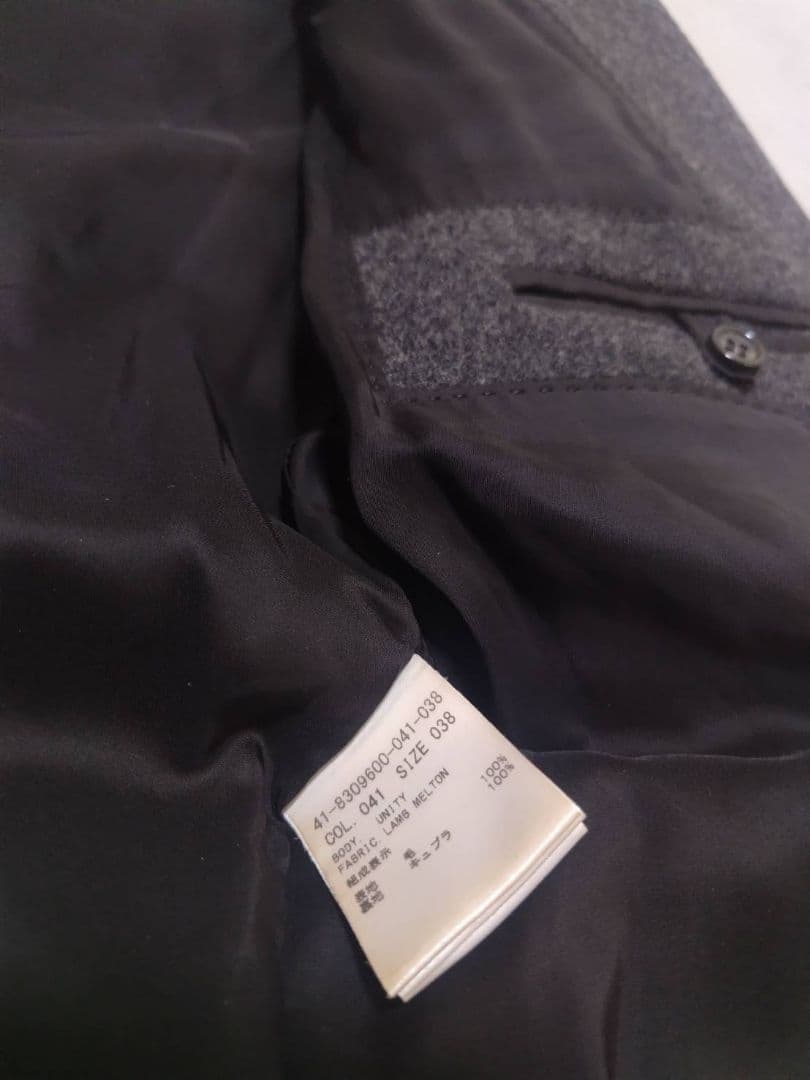 41-8309600-041-038
COL. 041 SIZE 038
BODY. UNITY
FABRIC. LAMB MELTON
組成表示
表地 毛 100%
裏地 キュプラ 100%